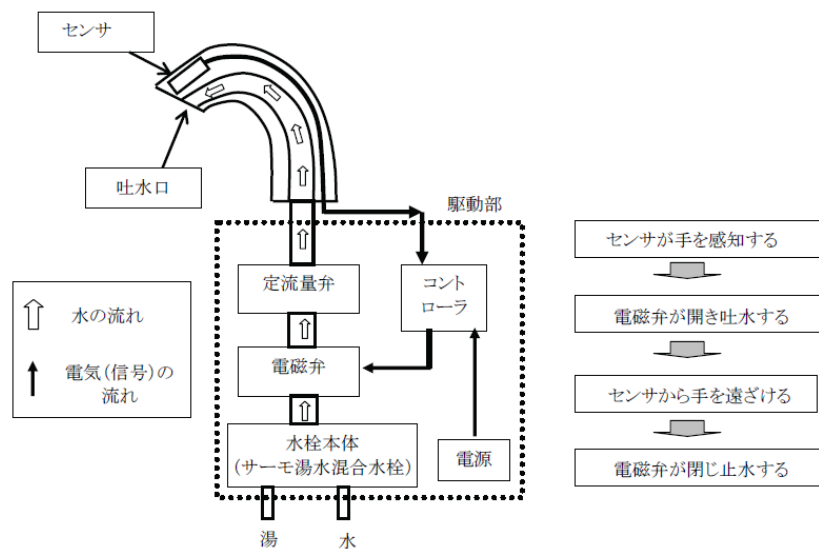 センサ
吐水口
駆動部
定流量弁
コント
ローラ
電磁弁
水栓本体
(サーモ湯水混合水栓)
電源
湯
水
水の流れ
電気(信号)の
流れ
センサが手を感知する
電磁弁が開き吐水する
センサから手を遠ざける
電磁弁が閉じ止水する